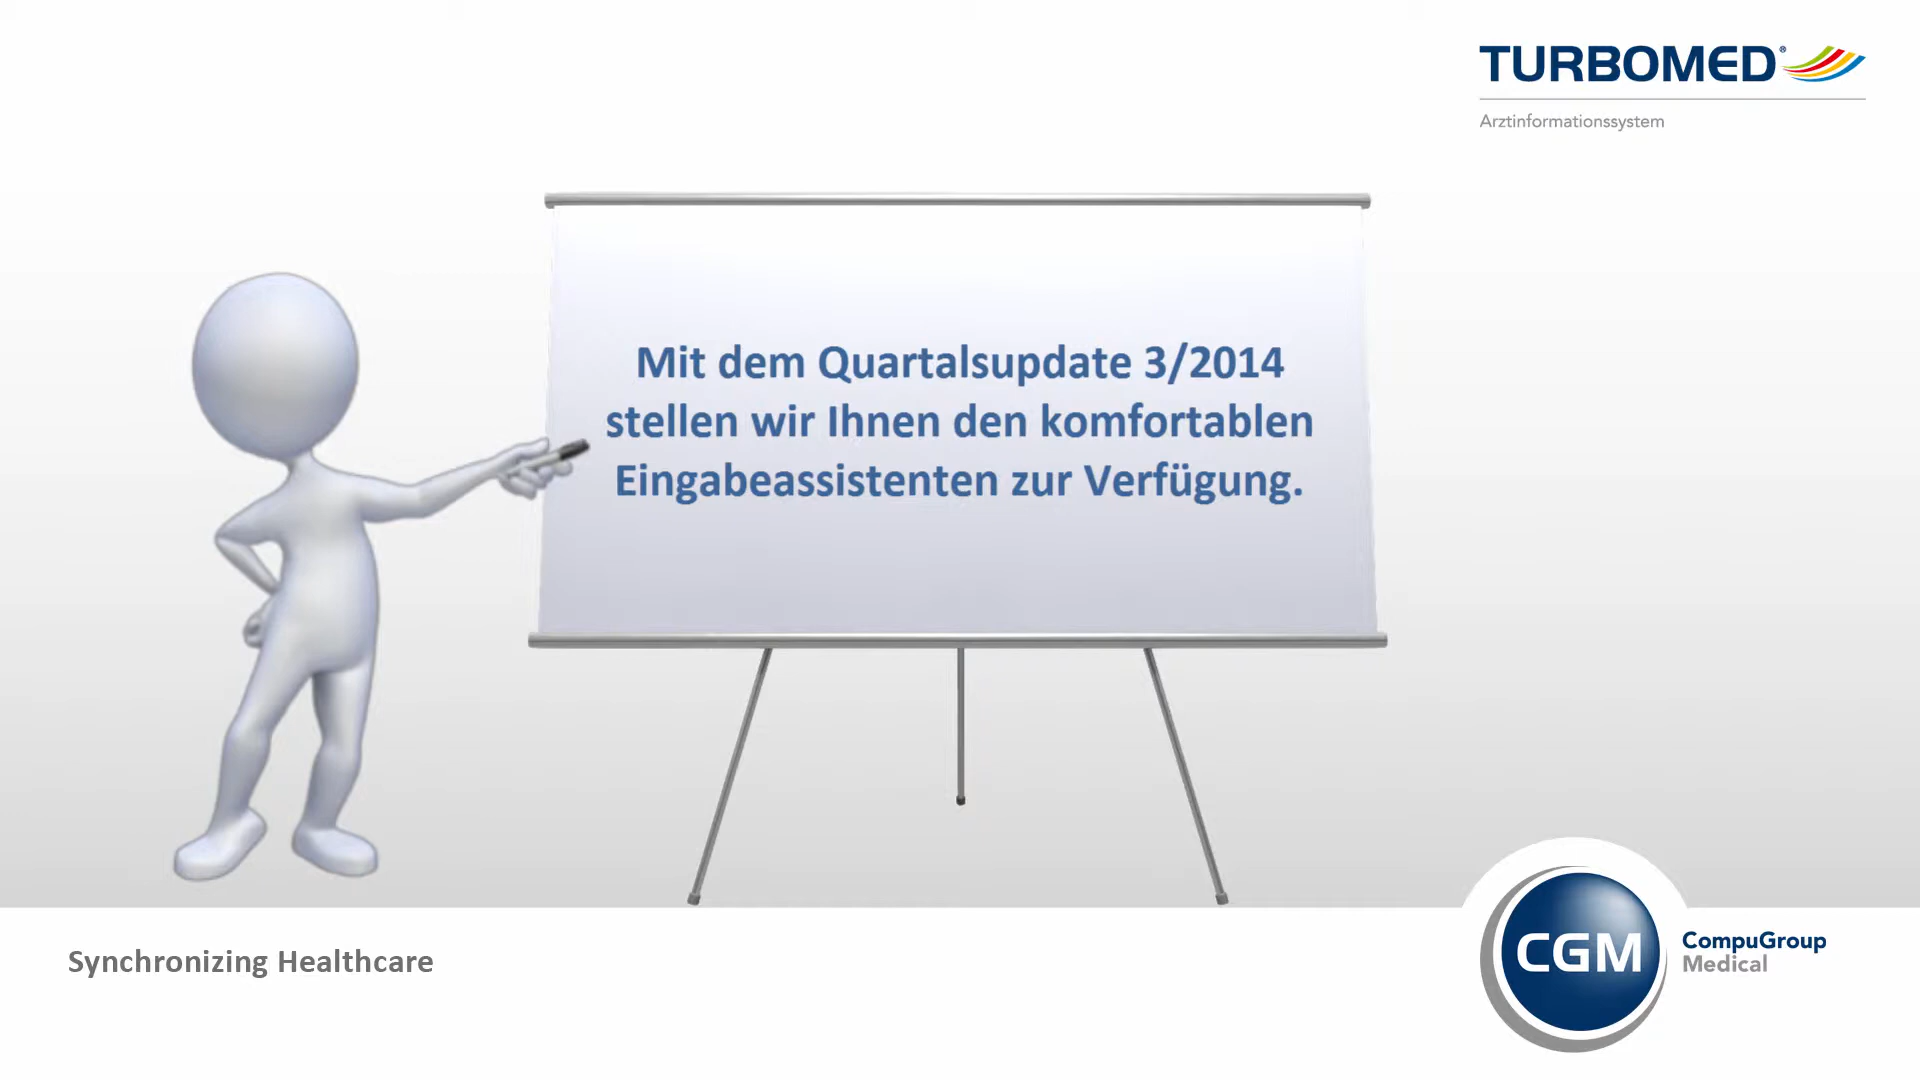 TURBOMED®
Arztinformationssystem
Mit dem Quartalsupdate 3/2014
stellen wir Ihnen den komfortablen
Eingabeassistenten zur Verfügung.
Synchronizing Healthcare
CGM
CompuGroup
Medical